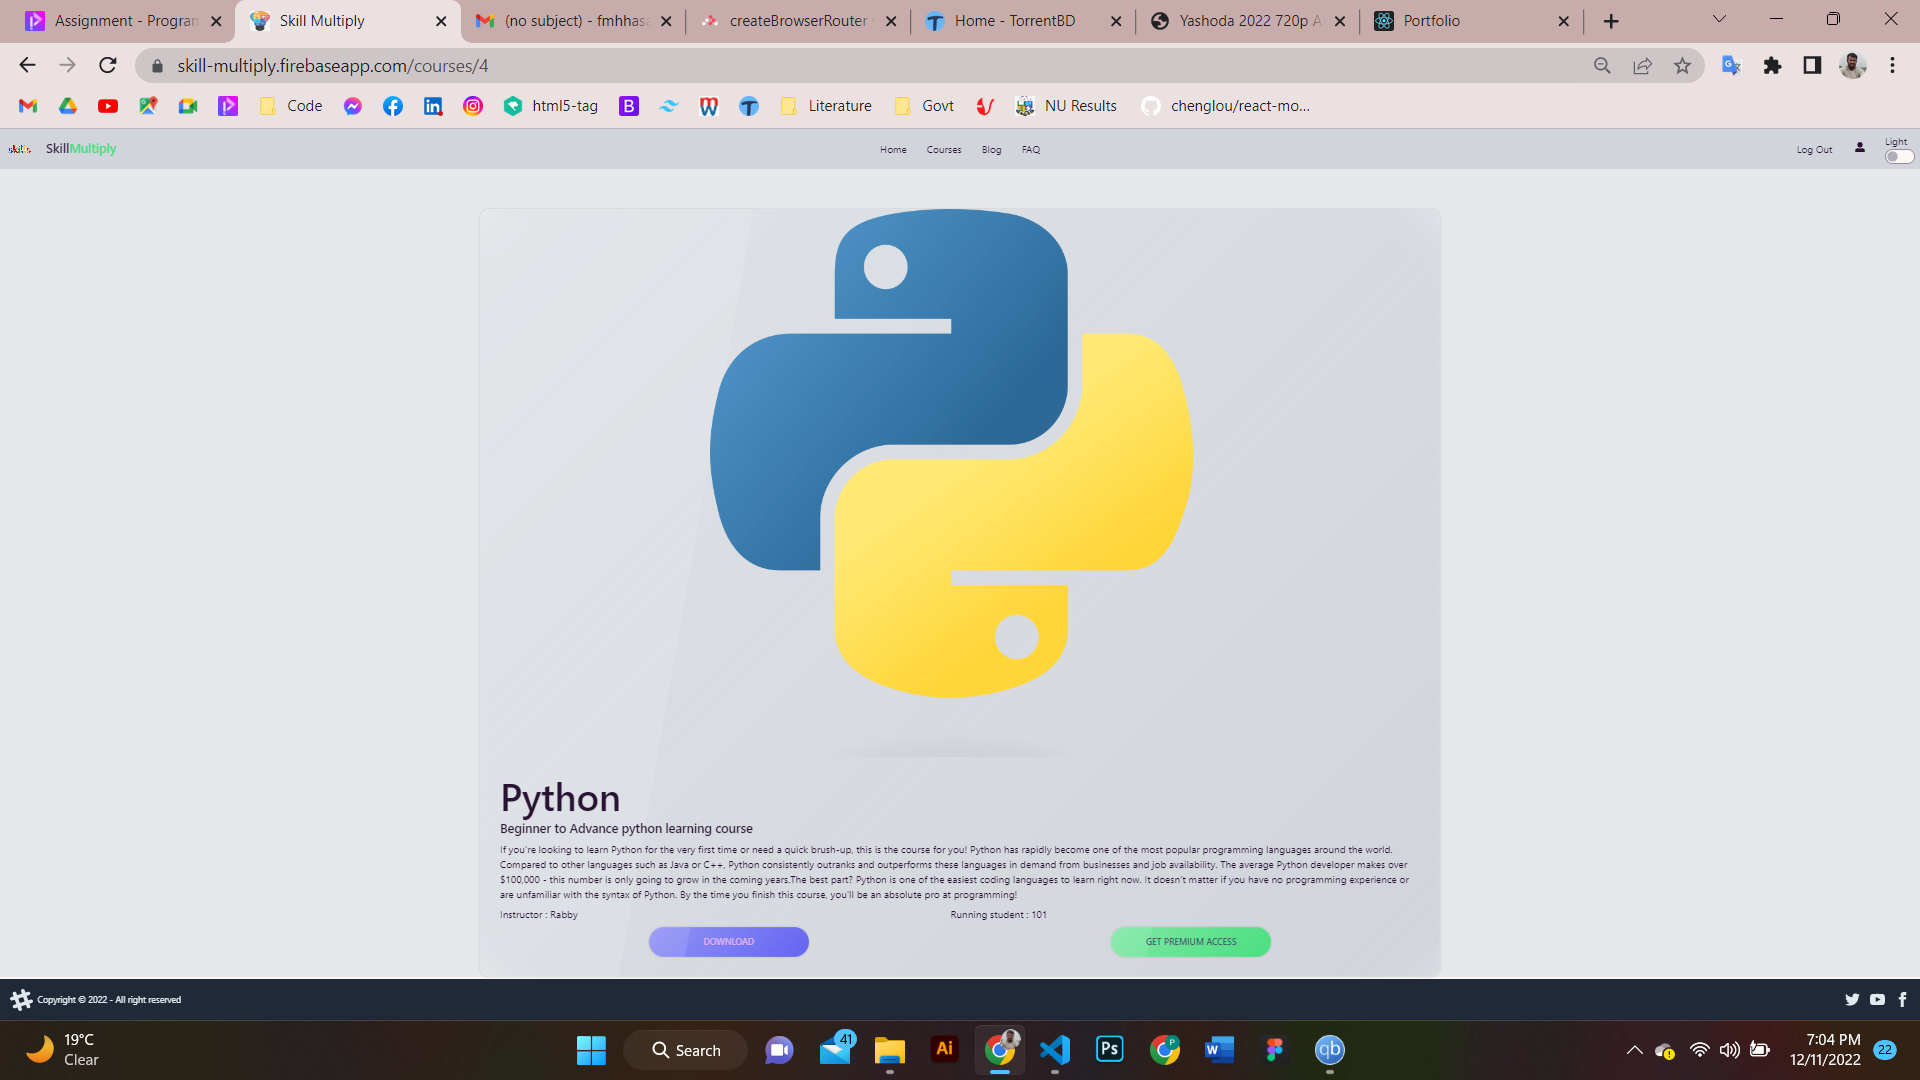 Assignment - Program
Skill Multiply
(no subject) - fmhhasa
createBrowserRouter
Home - TorrentBD
Yashoda 2022 720p A
Portfolio
skill-multiply.firebaseapp.com/courses/4
Code
html5-tag
Literature
Govt
NU Results
chenglou/react-mo...
SkillMultiply
Home
Courses
Blog
FAQ
Log Out
Light
Python
Beginner to Advance python learning course
If you're looking to learn Python for the very first time or need a quick brush-up, this is the course for you! Python has rapidly become one of the most popular programming languages around the world.
Compared to other languages such as Java or C++, Python consistently outranks and outperforms these languages in demand from businesses and job availability. The average Python developer makes over
$100,000 - this number is only going to grow in the coming years.The best part? Python is one of the easiest coding languages to learn right now. It doesn't matter if you have no programming experience or
are unfamiliar with the syntax of Python. By the time you finish this course, you'll be an absolute pro at programming!
Instructor : Rabby
Running student : 101
DOWNLOAD
GET PREMIUM ACCESS
Copyright © 2022 - All right reserved
19°C
Clear
Search
41
Ai
Ps
P
W
qb
7:04 PM
12/11/2022
22